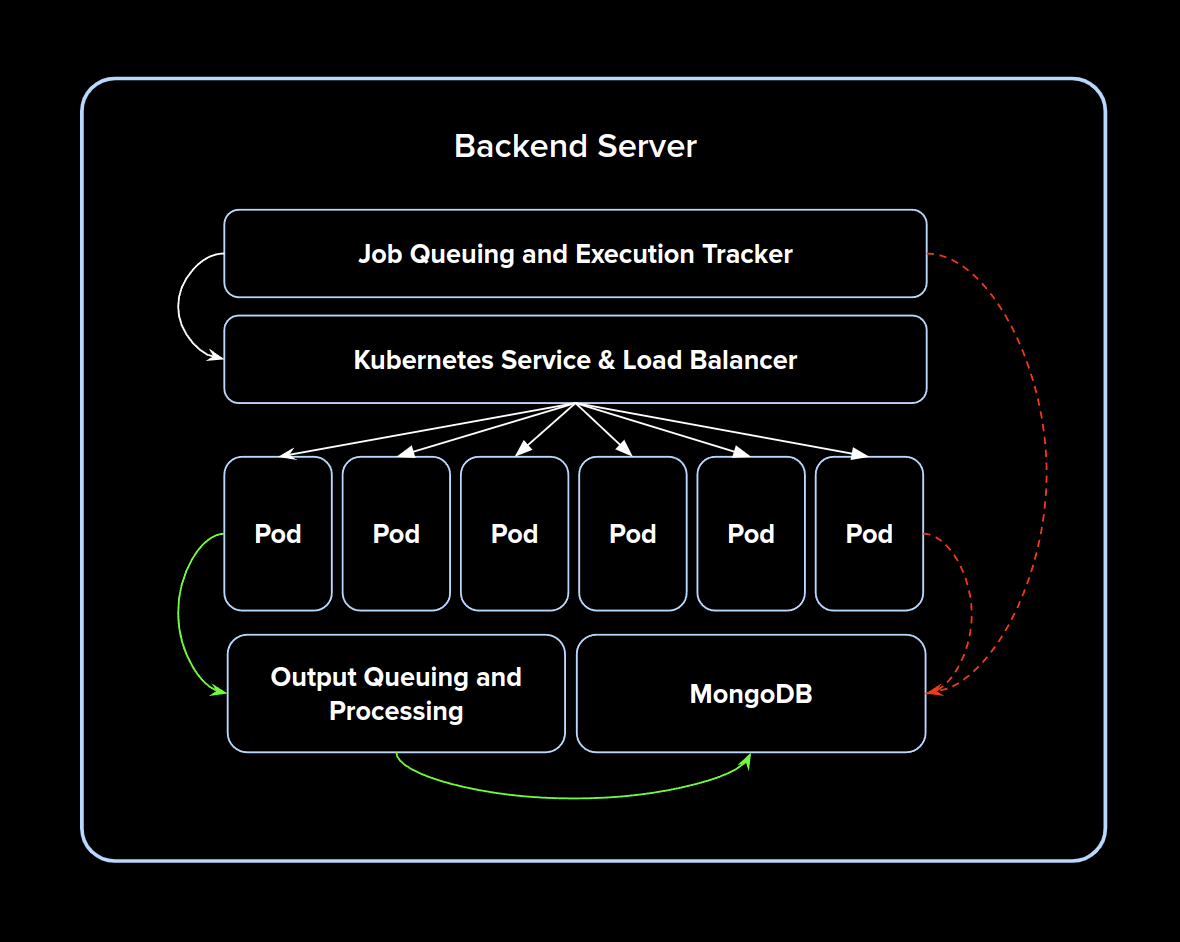 Backend Server
Job Queuing and Execution Tracker
Kubernetes Service & Load Balancer
Pod
Pod
Pod
Pod
Pod
Pod
Output Queuing and
Processing
MongoDB